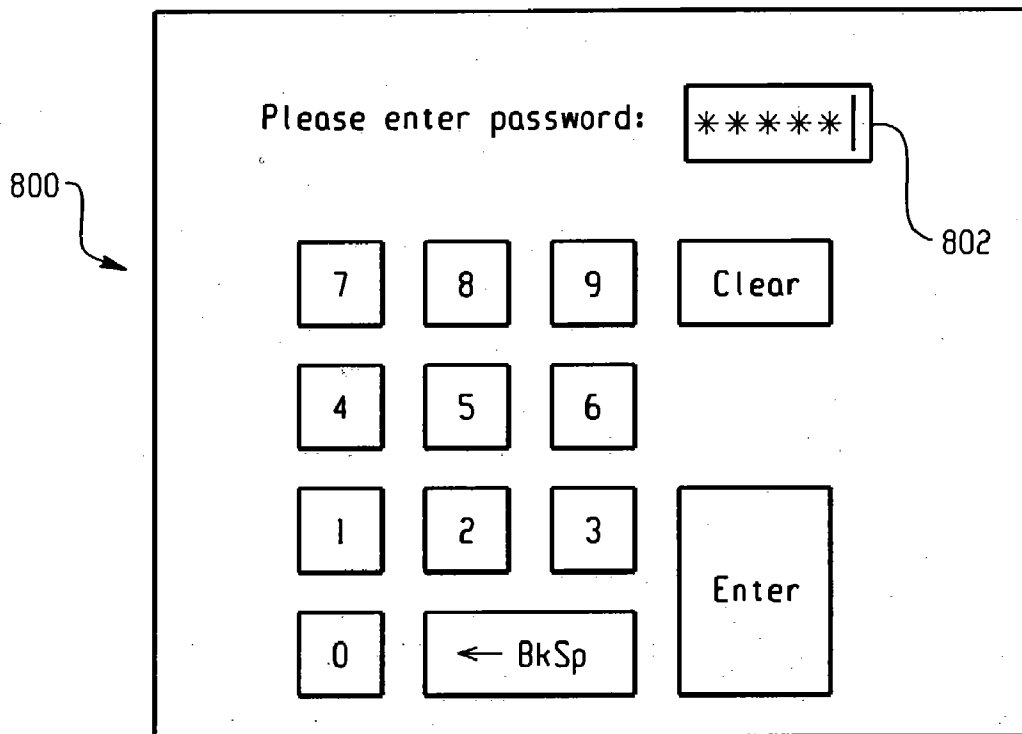 Please enter password: *****|
800
802
7 8 9 Clear
4 5 6
1 2 3
Enter
0 ← BkSp